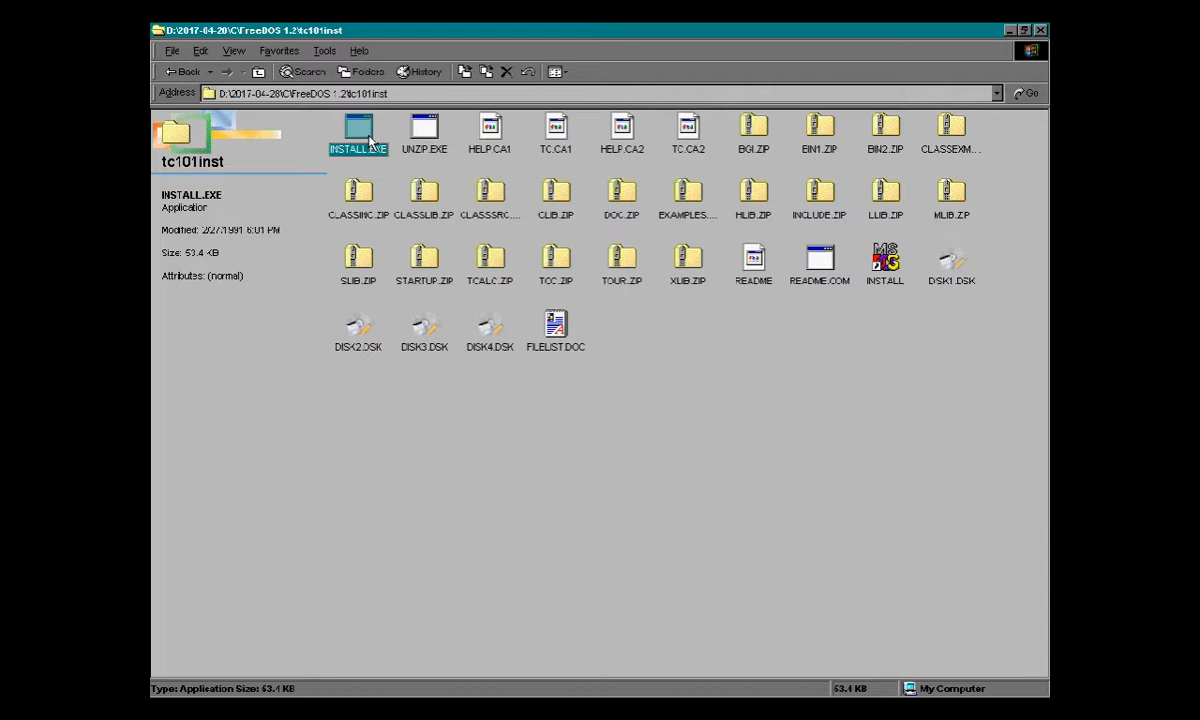 D:\2017-04-28\C\FreeDOS 1.2\tc101inst
File Edit View Favorites Tools Help
Back Search Folders History
Address D:\2017-04-28\C\FreeDOS 1.2\tc101inst Go
tc101inst
INSTALL.EXE
Application
Modified: 2/27/1991 6:01 PM
Size: 53.4 KB
Attributes: (normal)
INSTALL.EXE UNZIP.EXE HELP.CA1 TC.CA1 HELP.CA2 TC.CA2 BGI.ZIP BIN1.ZIP BIN2.ZIP CLASSEXM...
CLASSINC.ZIP CLASSLIB.ZIP CLASSSRC.... CLIB.ZIP DOC.ZIP EXAMPLES.... HLIB.ZIP INCLUDE.ZIP LLIB.ZIP MLIB.ZIP
SLIB.ZIP STARTUP.ZIP TCALC.ZIP TCC.ZIP TOUR.ZIP XLIB.ZIP README README.COM INSTALL DISK1.DSK
DISK2.DSK DISK3.DSK DISK4.DSK FILELIST.DOC
Type: Application Size: 53.4 KB 53.4 KB My Computer